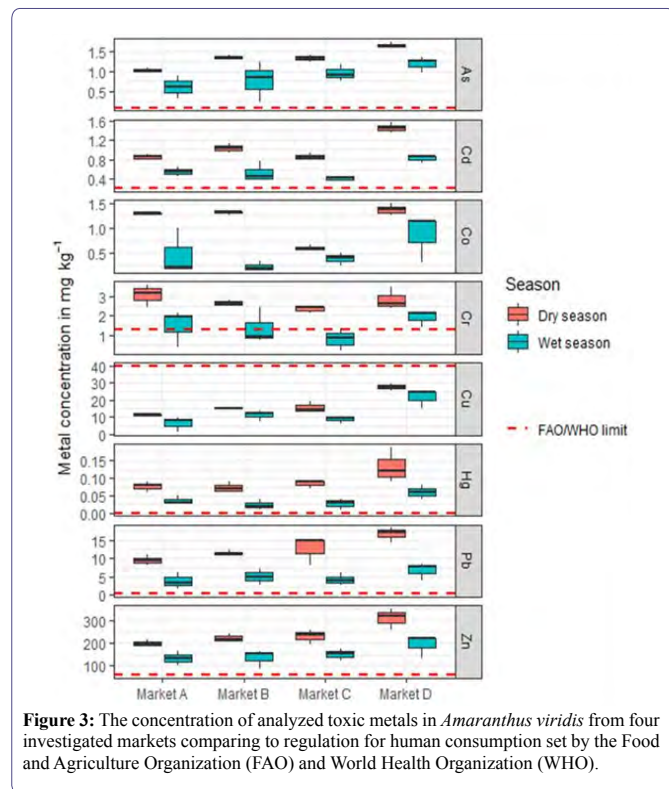 Metal concentration in mg kg⁻¹
1.5
1.0
0.5
As
1.6
1.2
0.8
0.4
Cd
1.5
1.0
0.5
Co
3
2
1
Cr
40
30
20
10
0
Cu
0.15
0.10
0.05
0.00
Hg
15
10
5
0
Pb
300
200
100
Zn
Market A Market B Market C Market D
Season
Dry season
Wet season
FAO/WHO limit
Figure 3: The concentration of analyzed toxic metals in Amaranthus viridis from four
investigated markets comparing to regulation for human consumption set by the Food
and Agriculture Organization (FAO) and World Health Organization (WHO).